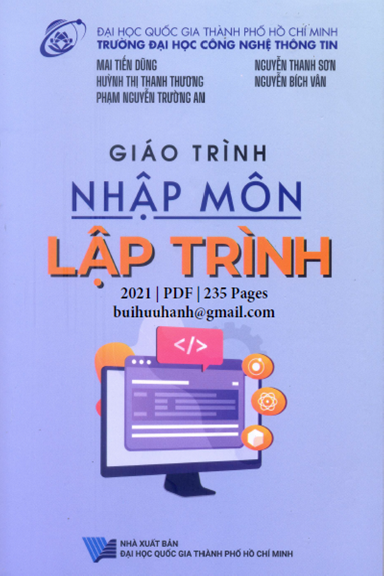 ĐẠI HỌC QUỐC GIA THÀNH PHỐ HỒ CHÍ MINH
TRƯỜNG ĐẠI HỌC CÔNG NGHỆ THÔNG TIN
MAI TIẾN DŨNG NGUYỄN THANH SƠN
HUỲNH THỊ THANH THƯƠNG NGUYỄN BÍCH VÂN
PHẠM NGUYỄN TRƯỜNG AN
GIÁO TRÌNH
NHẬP MÔN
LẬP TRÌNH
2021 | PDF | 235 Pages
buihuuhanh@gmail.com
</>
NHÀ XUẤT BẢN
ĐẠI HỌC QUỐC GIA THÀNH PHỐ HỒ CHÍ MINH